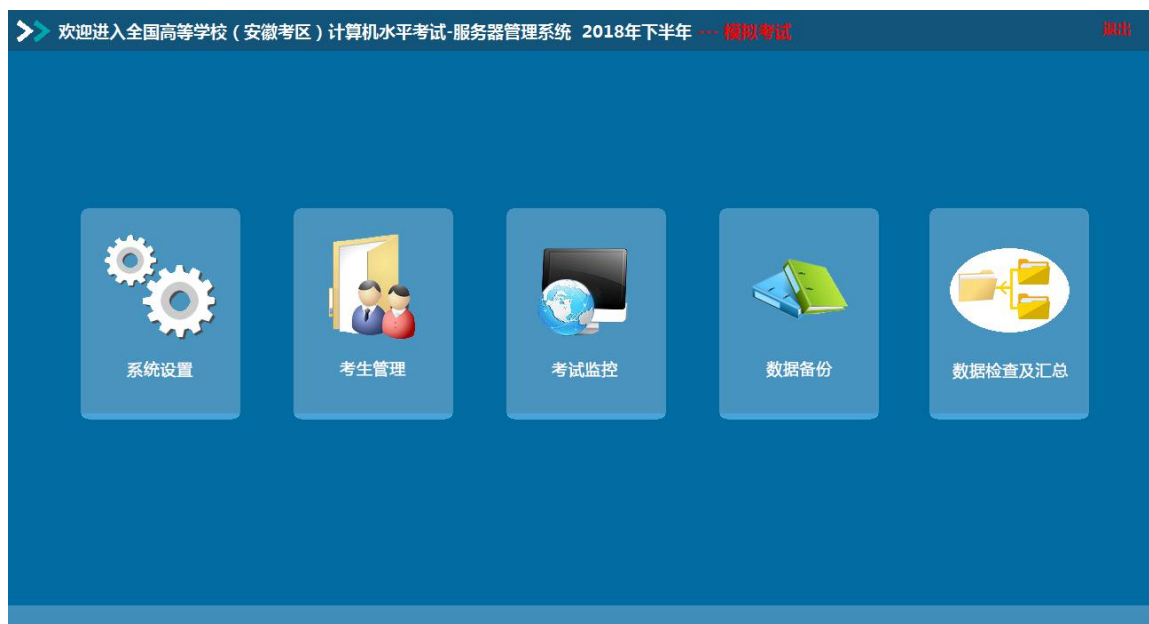 欢迎进入全国高等学校（安徽考区）计算机水平考试-服务器管理系统 2018年下半年 --- 模拟考试
退出
系统设置
考生管理
考试监控
数据备份
数据检查及汇总